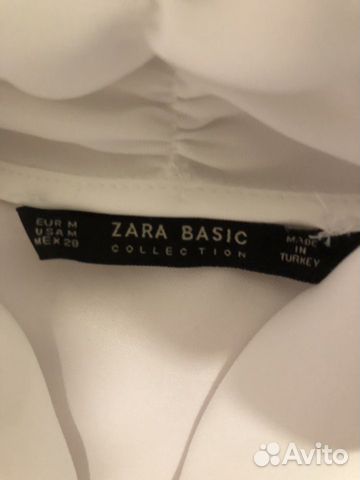 EUR M
USA M
MEX 28
ZARA BASIC
COLLECTION
MADE
IN
TURKEY
Avito